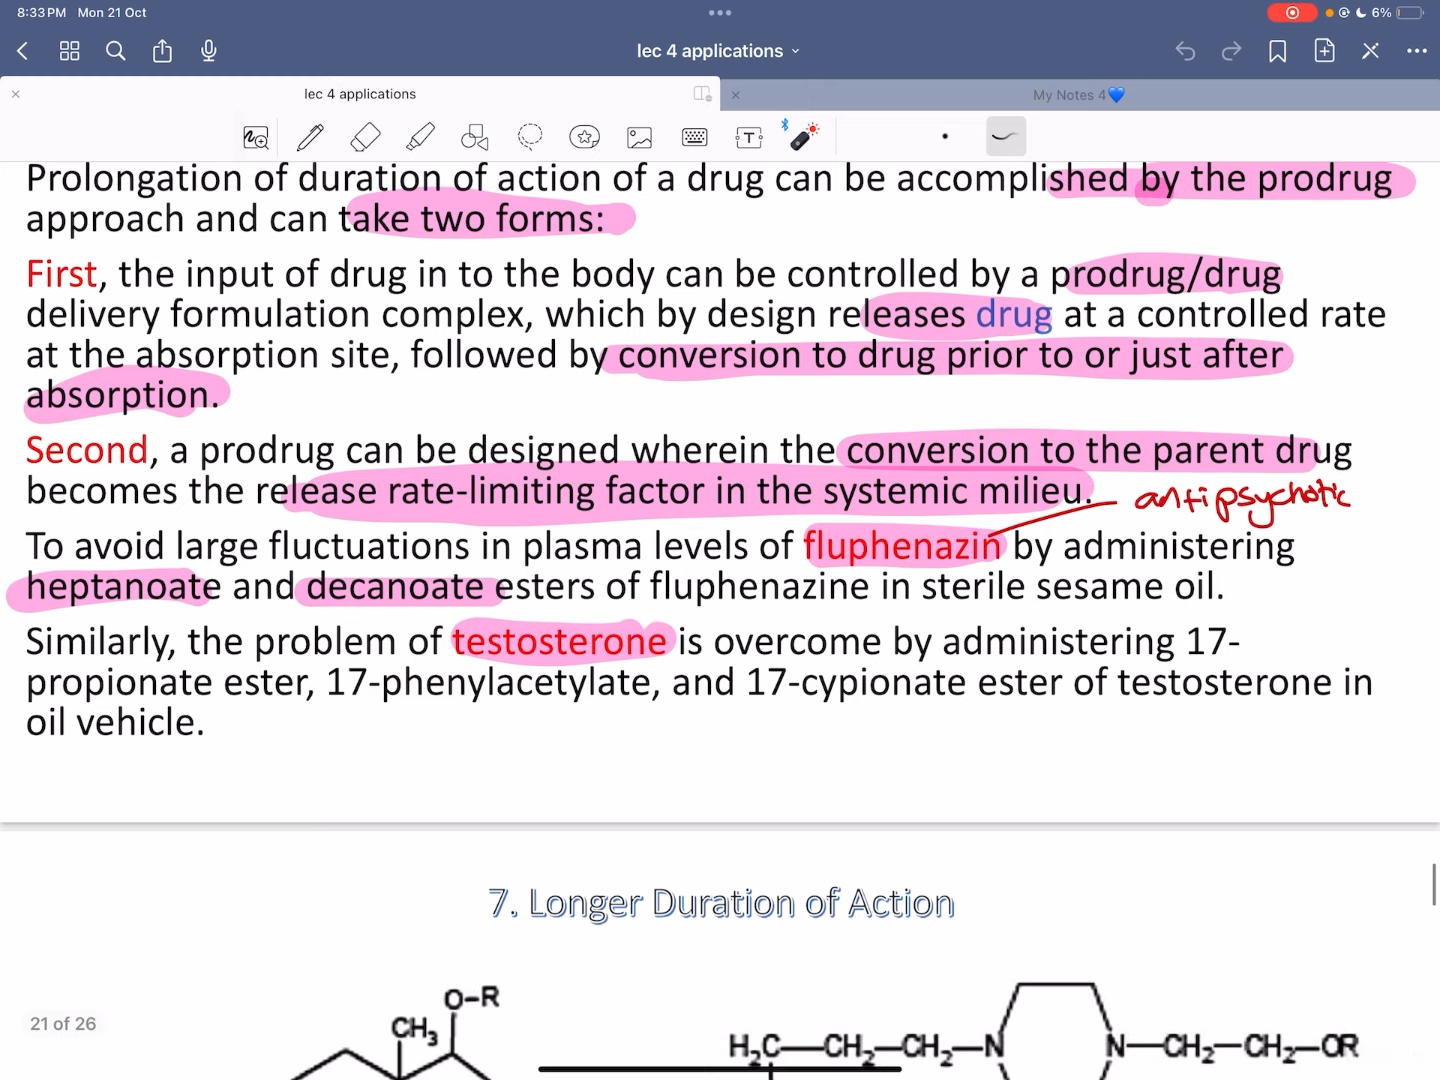 8:33 PM Mon 21 Oct
6%
lec 4 applications
lec 4 applications
My Notes 4💙
Prolongation of duration of action of a drug can be accomplished by the prodrug
approach and can take two forms:
First, the input of drug in to the body can be controlled by a prodrug/drug
delivery formulation complex, which by design releases drug at a controlled rate
at the absorption site, followed by conversion to drug prior to or just after
absorption.
Second, a prodrug can be designed wherein the conversion to the parent drug
becomes the release rate-limiting factor in the systemic milieu.
antipsychotic
To avoid large fluctuations in plasma levels of fluphenazin by administering
heptanoate and decanoate esters of fluphenazine in sterile sesame oil.
Similarly, the problem of testosterone is overcome by administering 17-
propionate ester, 17-phenylacetylate, and 17-cypionate ester of testosterone in
oil vehicle.
7. Longer Duration of Action
O-R
CH₃
H₂C—CH₂—CH₂—N N—CH₂—CH₂—OR
21 of 26